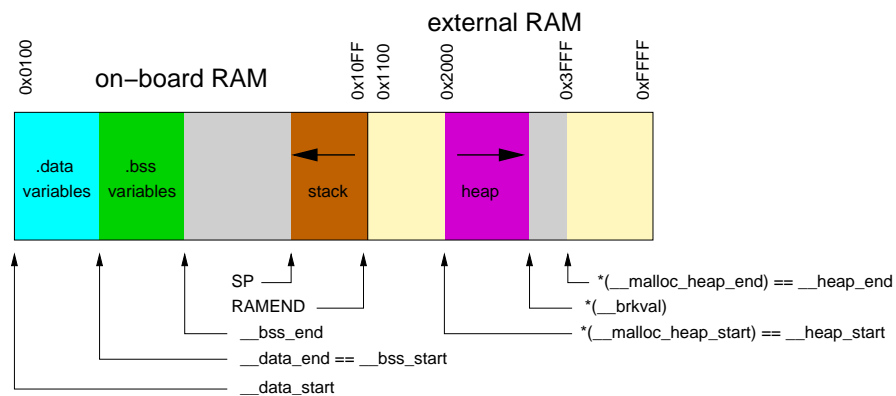 external RAM
on−board RAM
0x0100
0x10FF
0x1100
0x2000
0x3FFF
0xFFFF
.data
variables
.bss
variables
stack
heap
SP
RAMEND
__bss_end
__data_end == __bss_start
__data_start
*(__malloc_heap_end) == __heap_end
*(__brkval)
*(__malloc_heap_start) == __heap_start